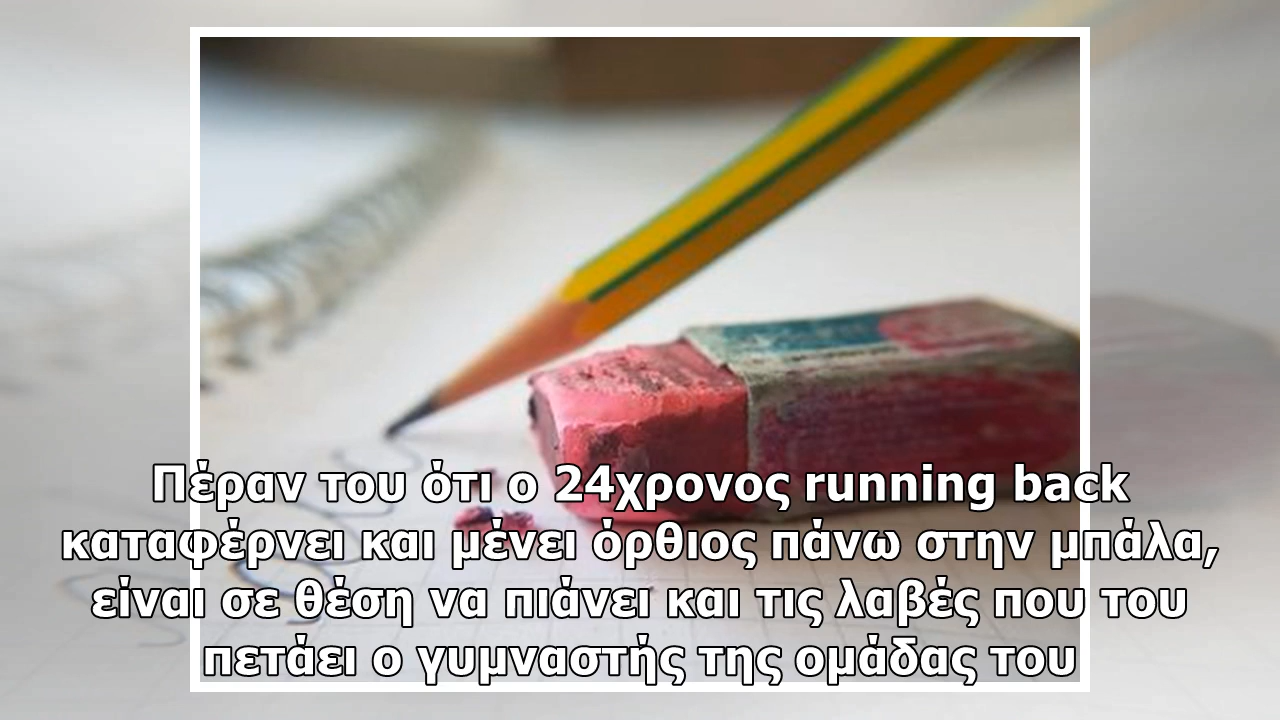 Πέραν του ότι ο 24χρονος running back
καταφέρνει και μένει όρθιος πάνω στην μπάλα,
είναι σε θέση να πιάνει και τις λαβές που του
πετάει ο γυμναστής της ομάδας του